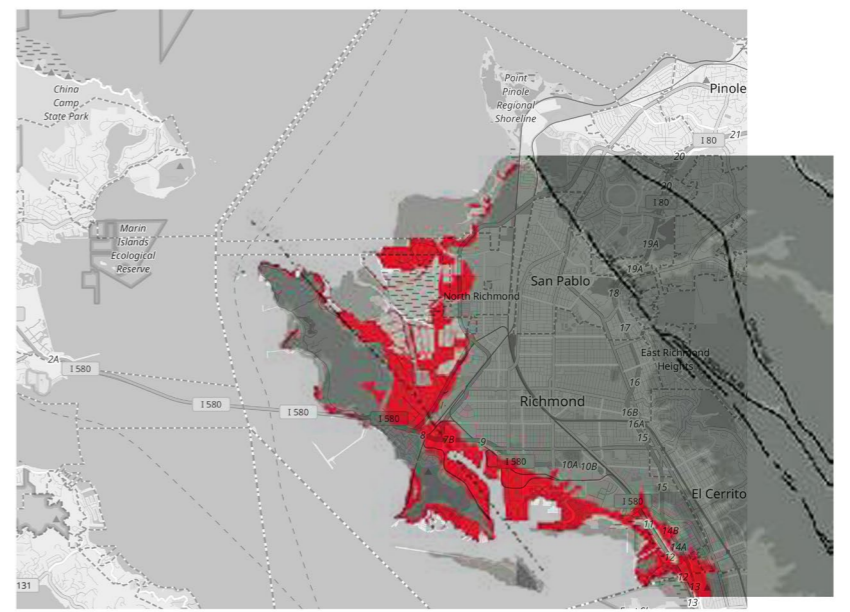 Pinole
Point
Pinole
Regional
Shoreline
China
Camp
State Park
I 80
21
20
20
I 80
Marin
Islands
Ecological
Reserve
19A
19A
San Pablo
18
North Richmond
17
East Richmond
Heights
2A
I 580
16
Richmond
I 580
I 580
I 580
16B
16A
15
8
7B
9
I 580
10A
10B
15
El Cerrito
I 580
11
14B
14A
12
12
13
131
13